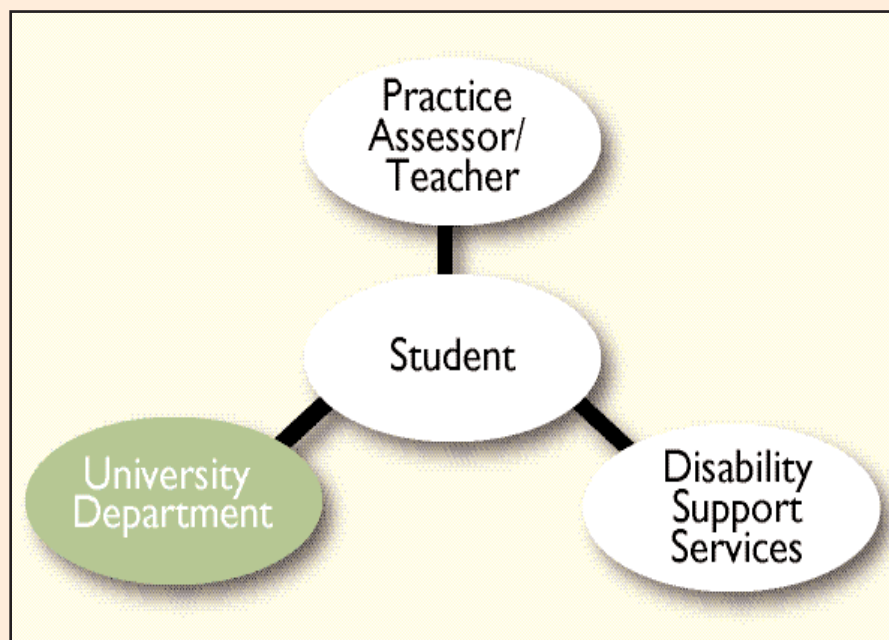 Practice
Assessor/
Teacher
Student
University
Department
Disability
Support
Services